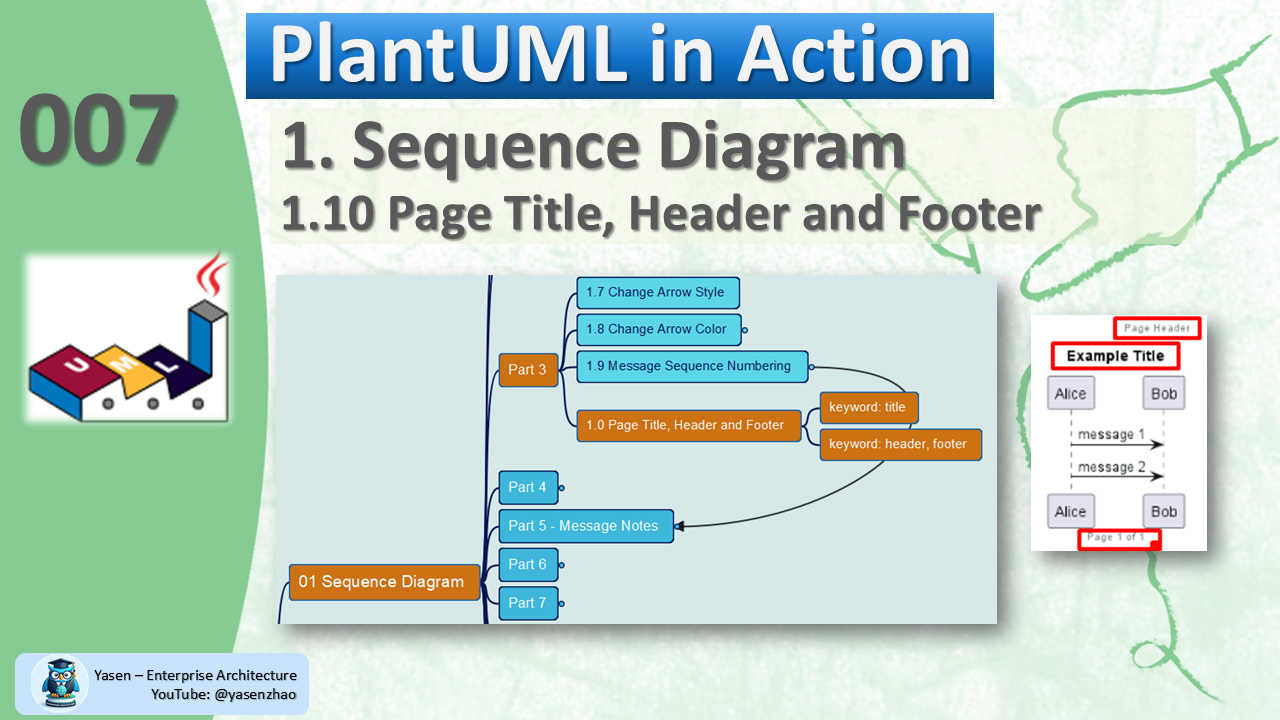 PlantUML in Action
007
1. Sequence Diagram
1.10 Page Title, Header and Footer
UML
1.7 Change Arrow Style
1.8 Change Arrow Color
Part 3
1.9 Message Sequence Numbering
1.0 Page Title, Header and Footer
keyword: title
keyword: header, footer
Part 4
Part 5 - Message Notes
Part 6
01 Sequence Diagram
Part 7
Page Header
Example Title
Alice Bob
message 1
message 2
Alice Bob
Page 1 of 1
Yasen – Enterprise Architecture
YouTube: @yasenzhao